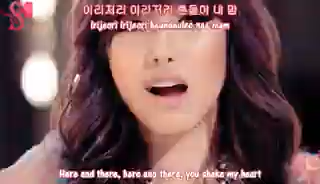 이리저리 이리저리 흔들어 내 맘
Irijeori Irijeori heundeureo nae mam
Here and there, here and there, you shake my heart